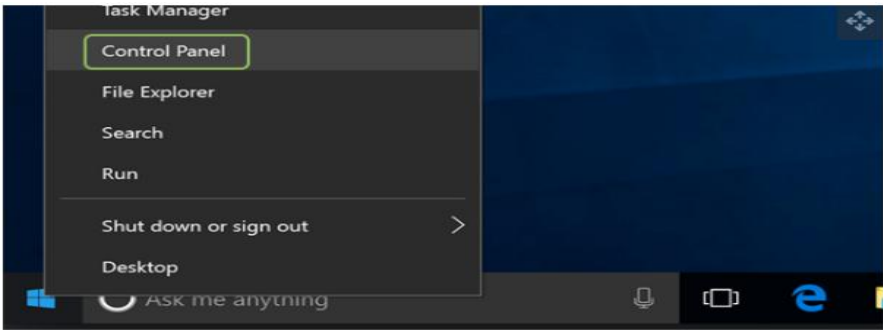 Task Manager
Control Panel
File Explorer
Search
Run
Shut down or sign out
Desktop
Ask me anything